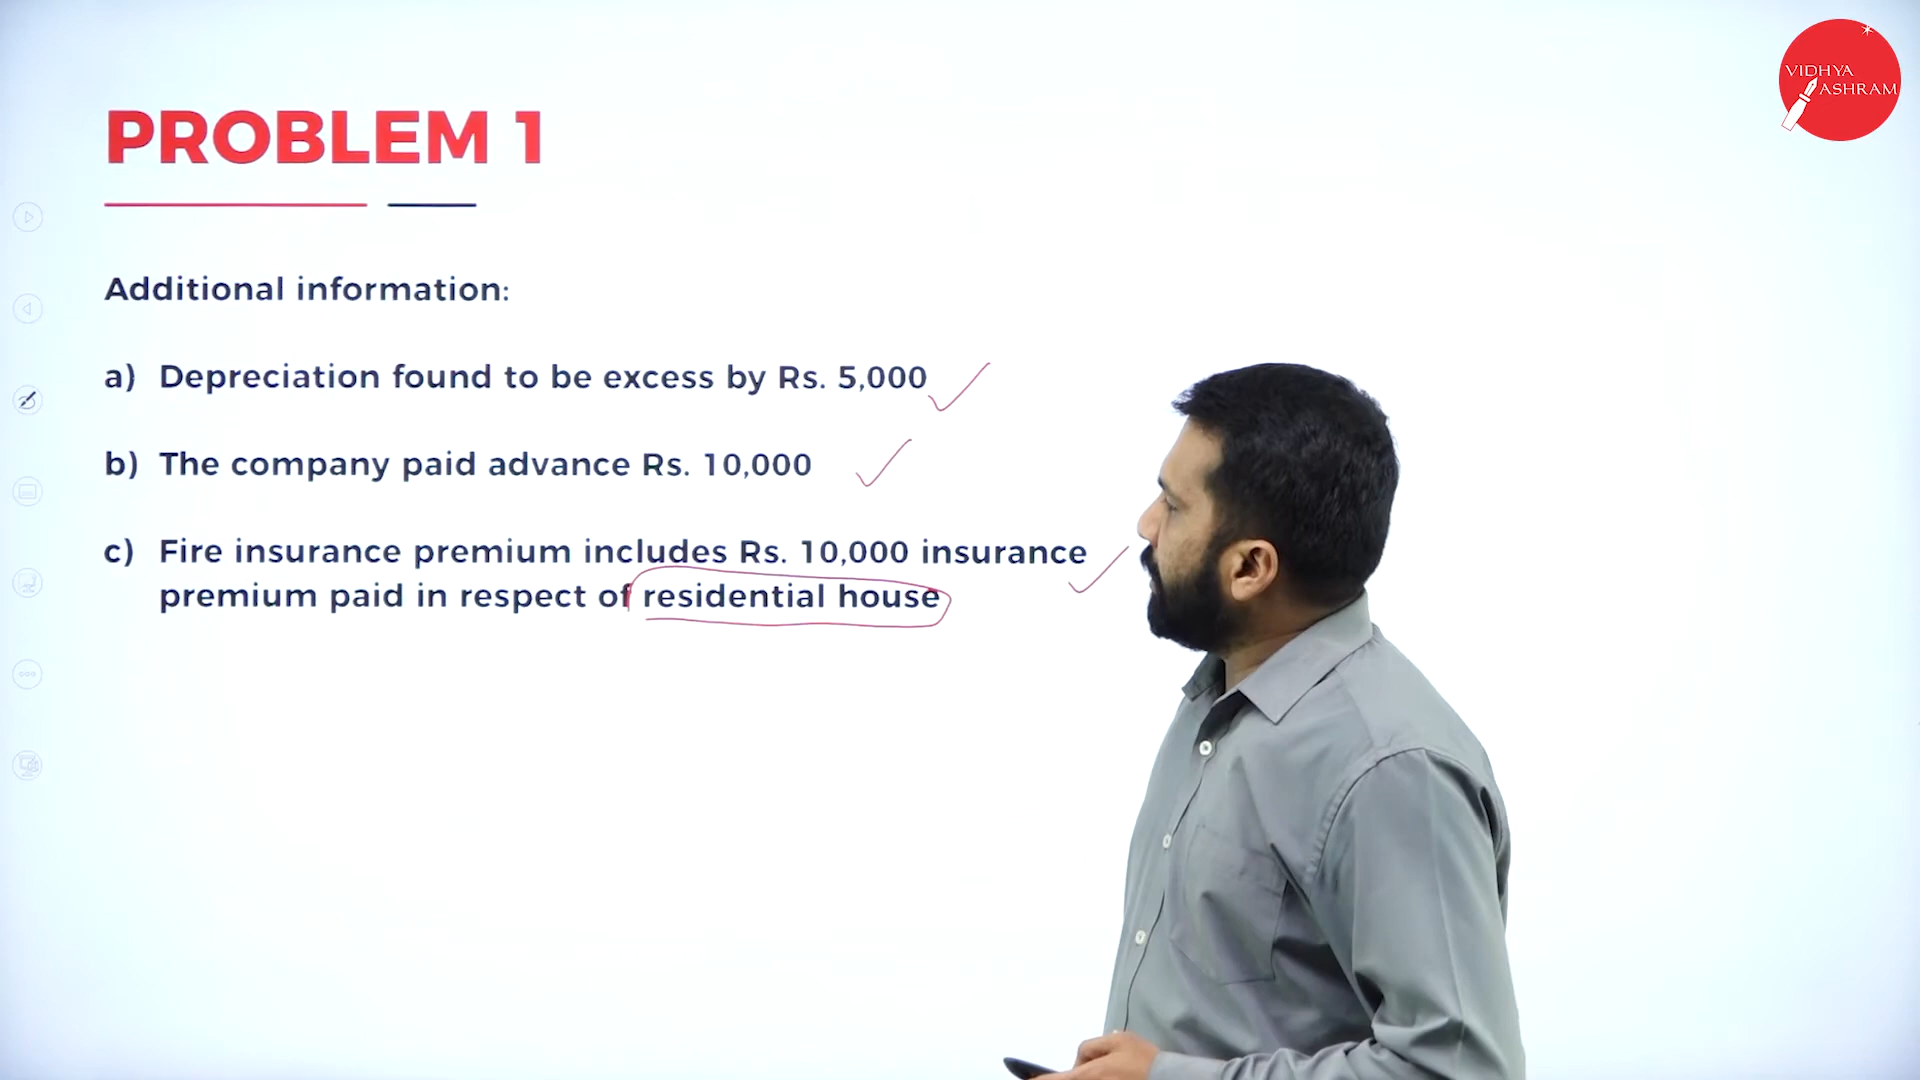 VIDHYA
ASHRAM
PROBLEM 1
Additional information:
a) Depreciation found to be excess by Rs. 5,000
b) The company paid advance Rs. 10,000
c) Fire insurance premium includes Rs. 10,000 insurance
premium paid in respect of residential house